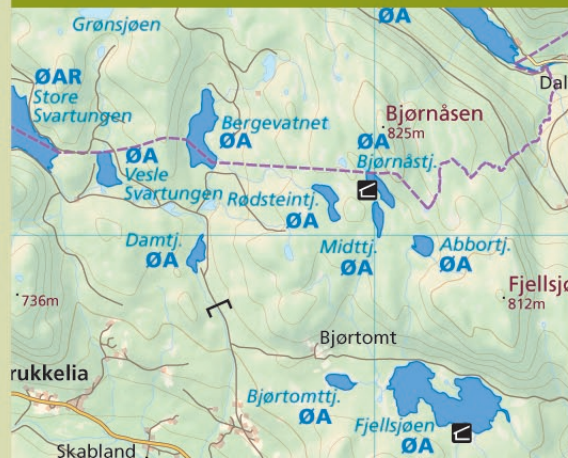 Grønsjøen
ØA
ØAR
Store
Svartungen
Dal
Bjørnåsen
825m
Bergevatnet
ØA
ØA
Bjørnåstj.
ØA
Vesle
Svartungen
Rødsteintj.
ØA
Damtj.
ØA
Midttj.
ØA
Abbortj.
ØA
736m
Fjellsjø
812m
Bjørtomt
rukkelia
Bjørtomttj.
ØA
Fjellsjøen
ØA
Skabland